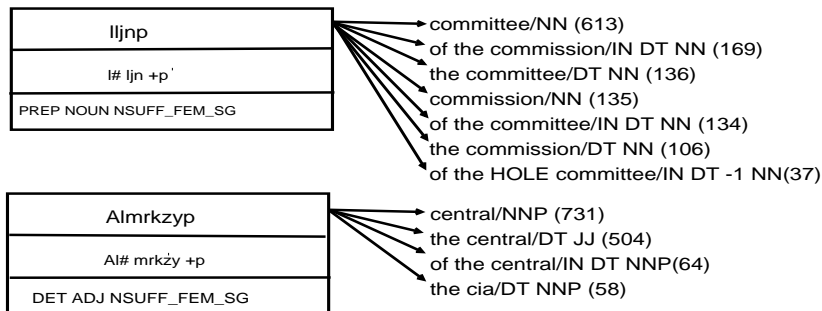 lljnp
l# ljn +p
PREP NOUN NSUFF_FEM_SG
committee/NN (613)
of the commission/IN DT NN (169)
the committee/DT NN (136)
commission/NN (135)
of the committee/IN DT NN (134)
the commission/DT NN (106)
of the HOLE committee/IN DT -1 NN(37)
Almrkzyp
Al# mrkzy +p
DET ADJ NSUFF_FEM_SG
central/NNP (731)
the central/DT JJ (504)
of the central/IN DT NNP(64)
the cia/DT NNP (58)